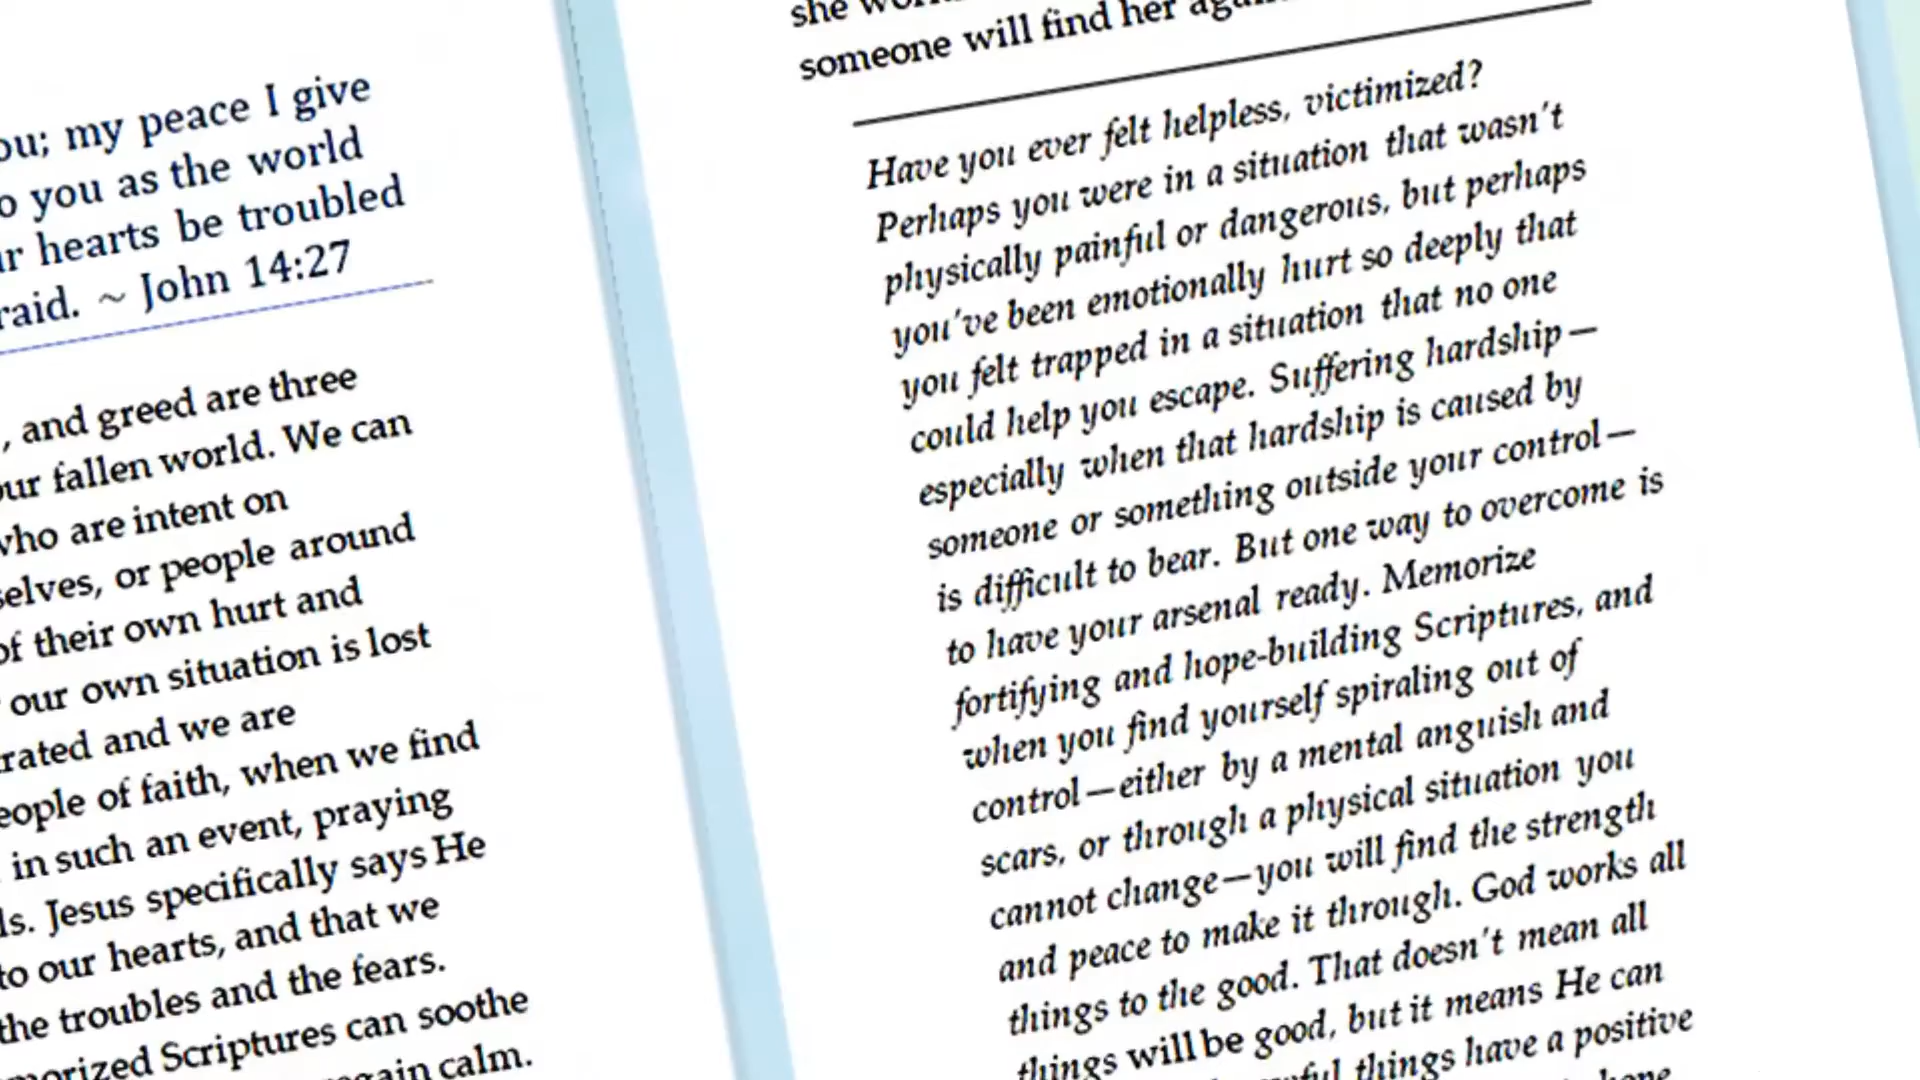 ou; my peace I give
o you as the world
ur hearts be troubled
raid. ~ John 14:27
, and greed are three
our fallen world. We can
who are intent on
selves, or people around
of their own hurt and
our own situation is lost
rated and we are
eople of faith, when we find
in such an event, praying
ls. Jesus specifically says He
to our hearts, and that we
the troubles and the fears.
morized Scriptures can soothe
regain calm.
she
someone will find her again
Have you ever felt helpless, victimized?
Perhaps you were in a situation that wasn't
physically painful or dangerous, but perhaps
you've been emotionally hurt so deeply that
you felt trapped in a situation that no one
could help you escape. Suffering hardship—
especially when that hardship is caused by
someone or something outside your control—
is difficult to bear. But one way to overcome is
to have your arsenal ready. Memorize
fortifying and hope-building Scriptures, and
when you find yourself spiraling out of
control—either by a mental anguish and
scars, or through a physical situation you
cannot change—you will find the strength
and peace to make it through. God works all
things to the good. That doesn't mean all
things will be good, but it means He can
things have a positive